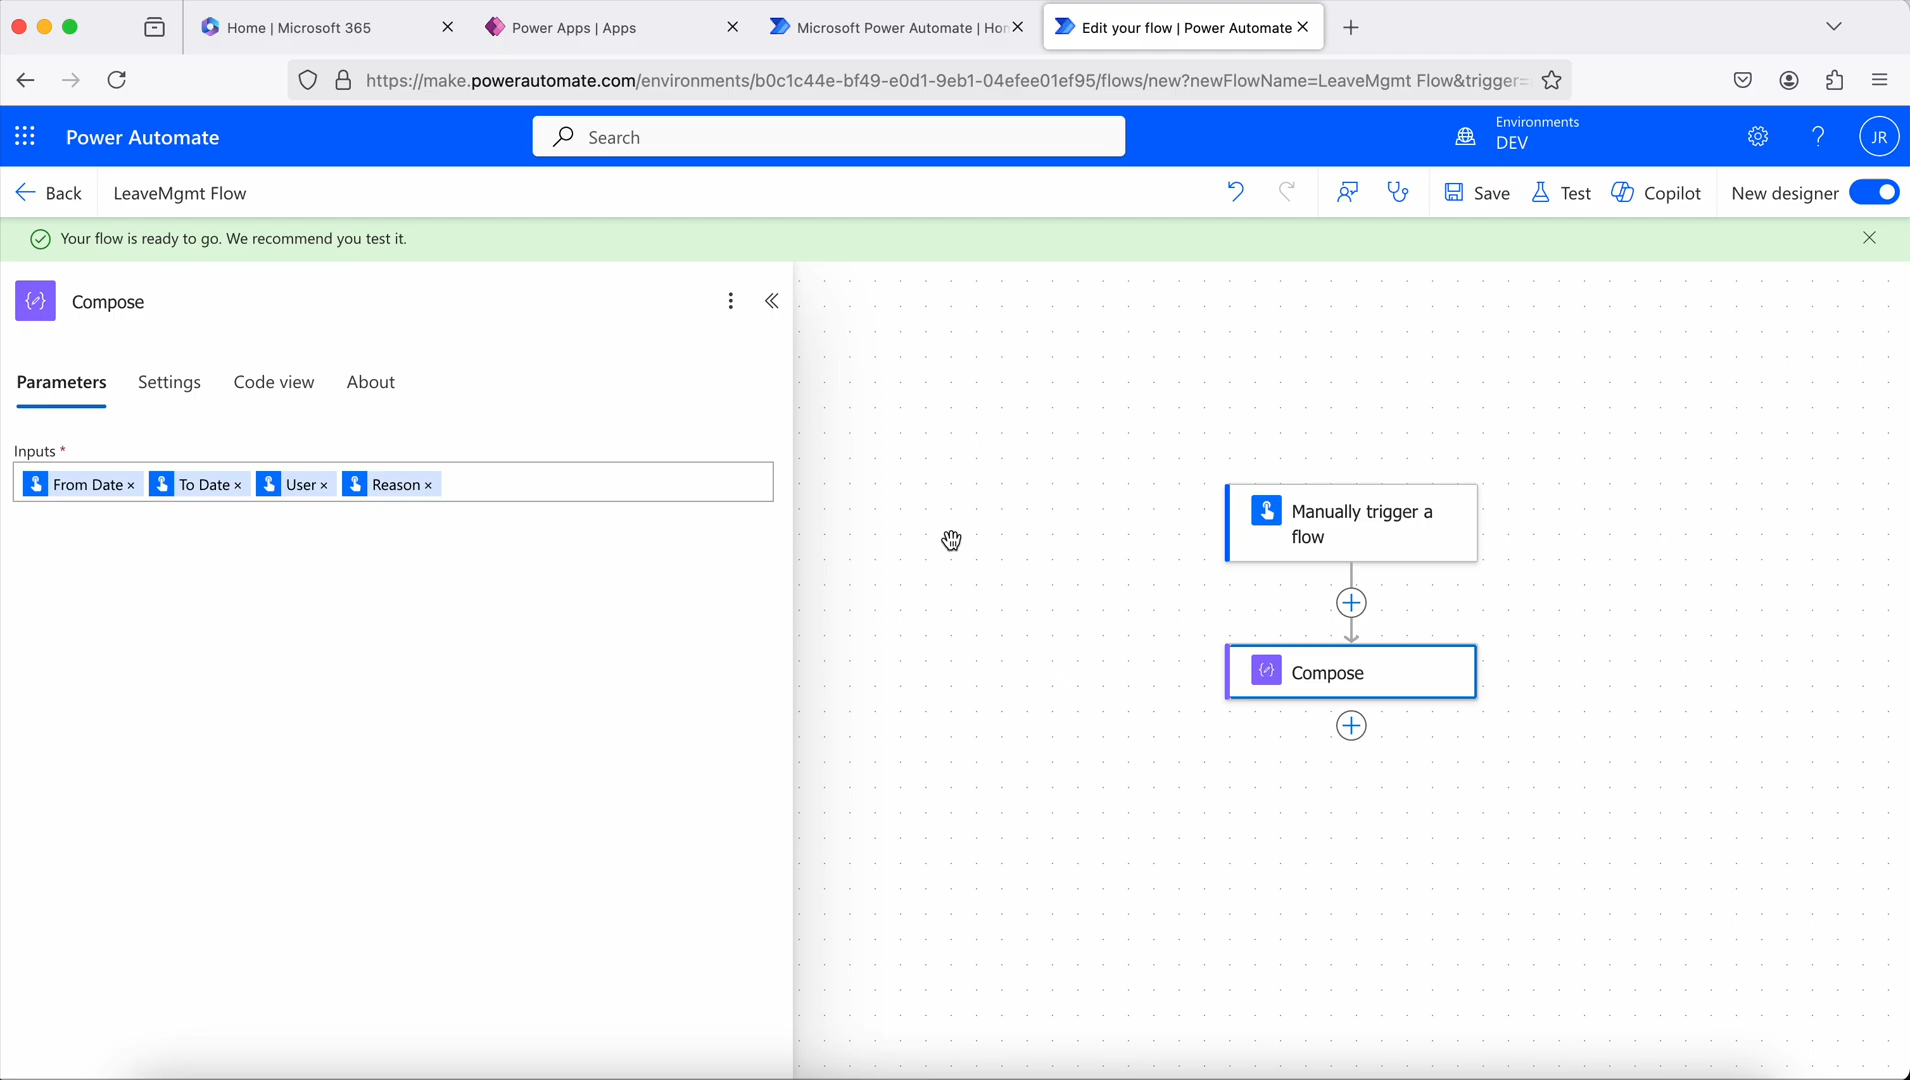 Home | Microsoft 365
Power Apps | Apps
Microsoft Power Automate | Hor
Edit your flow | Power Automate
https://make.powerautomate.com/environments/b0c1c44e-bf49-e0d1-9eb1-04efee01ef95/flows/new?newFlowName=LeaveMgmt Flow&trigger=
Power Automate
Search
Environments
DEV
?
JR
Back
LeaveMgmt Flow
Save
Test
Copilot
New designer
Your flow is ready to go. We recommend you test it.
Compose
Parameters
Settings
Code view
About
Inputs *
From Date × To Date × User × Reason ×
Manually trigger a
flow
Compose